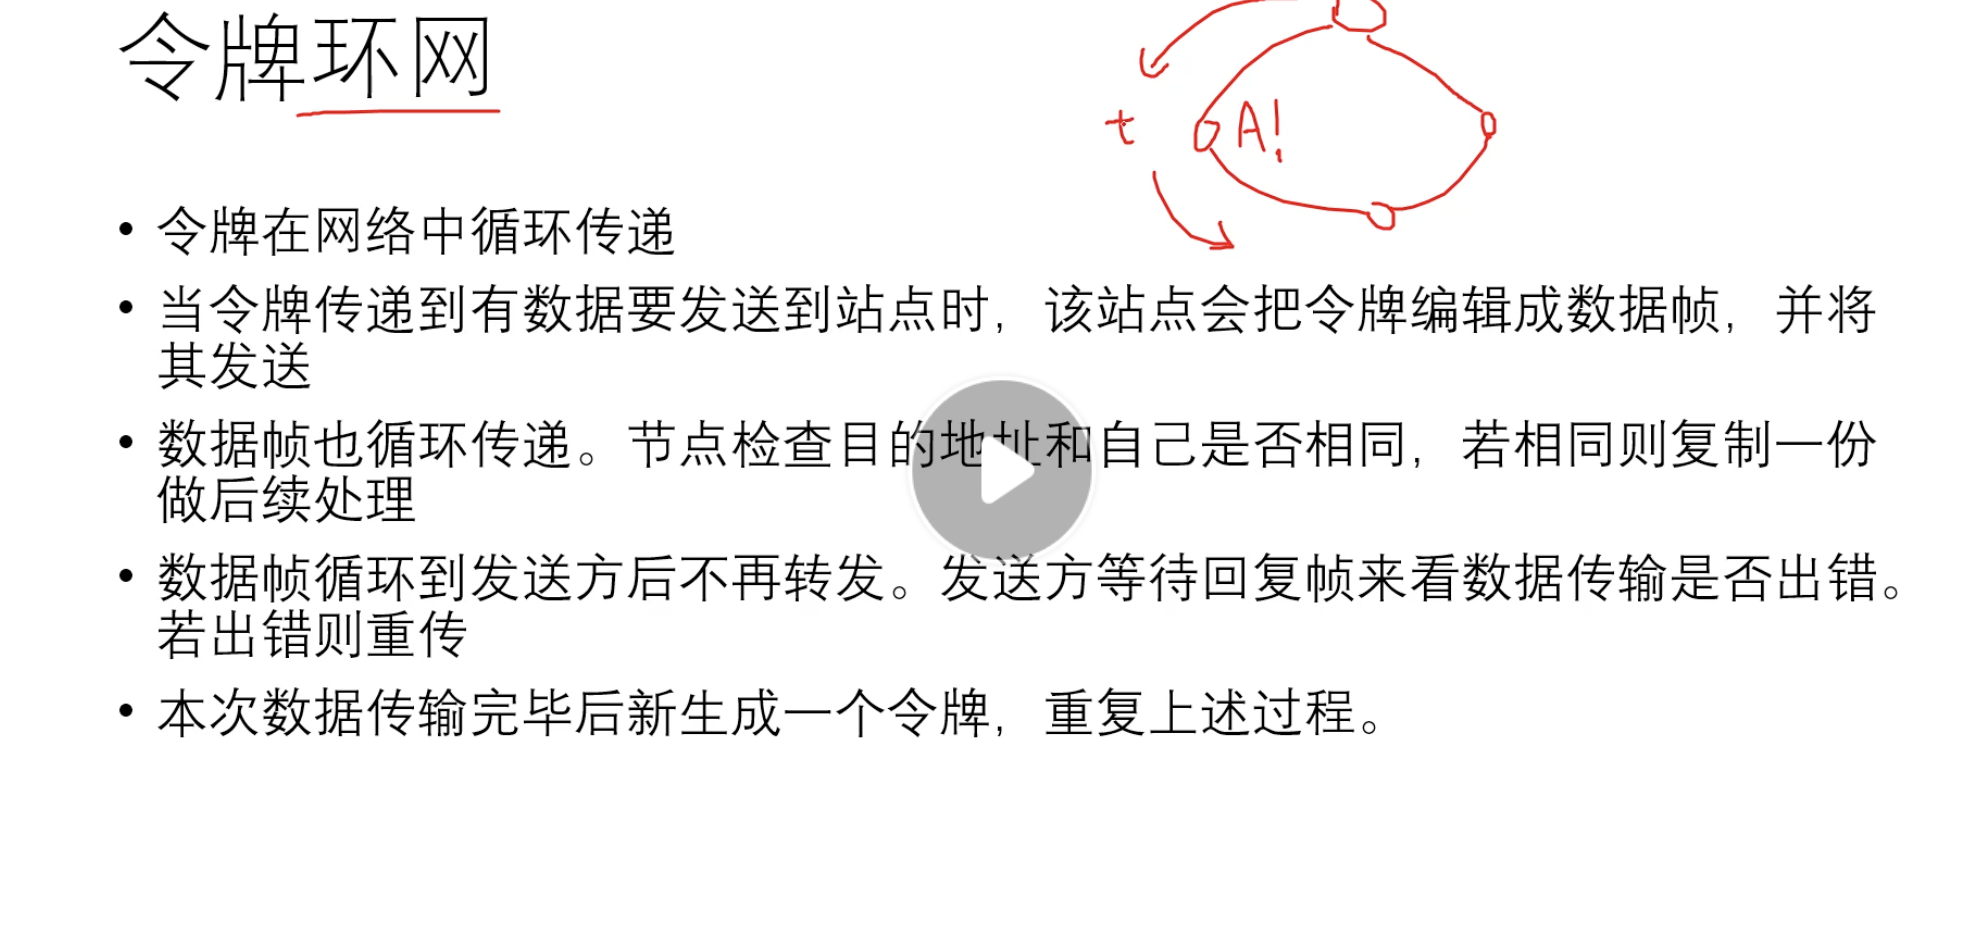 令牌环网
t
A!
• 令牌在网络中循环传递
• 当令牌传递到有数据要发送到站点时，该站点会把令牌编辑成数据帧，并将
其发送
• 数据帧也循环传递。节点检查目的地址和自己是否相同，若相同则复制一份
做后续处理
• 数据帧循环到发送方后不再转发。发送方等待回复帧来看数据传输是否出错。
若出错则重传
• 本次数据传输完毕后新生成一个令牌，重复上述过程。